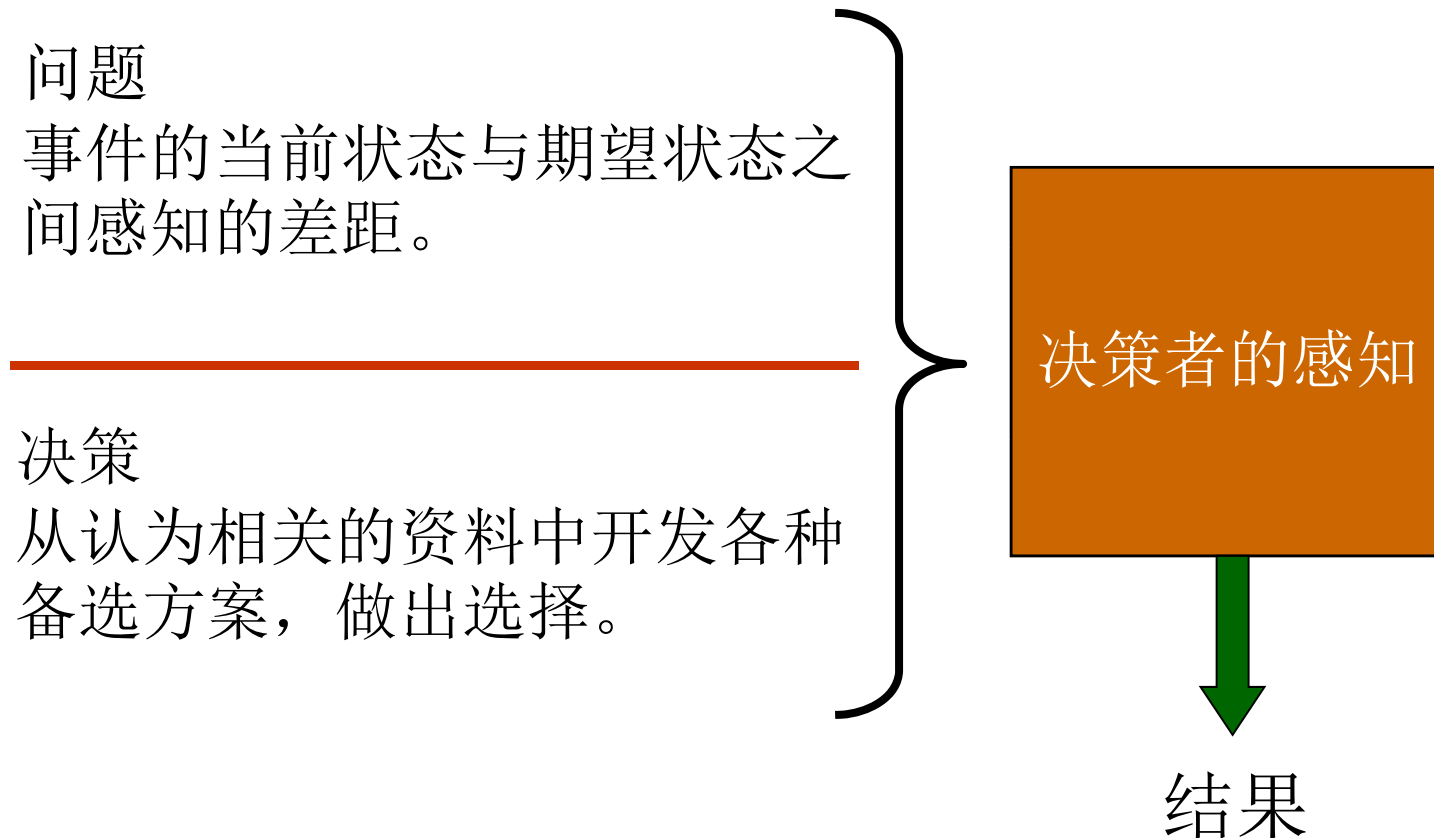 问题
事件的当前状态与期望状态之
间感知的差距。
决策
从认为相关的资料中开发各种
备选方案，做出选择。
决策者的感知
结果